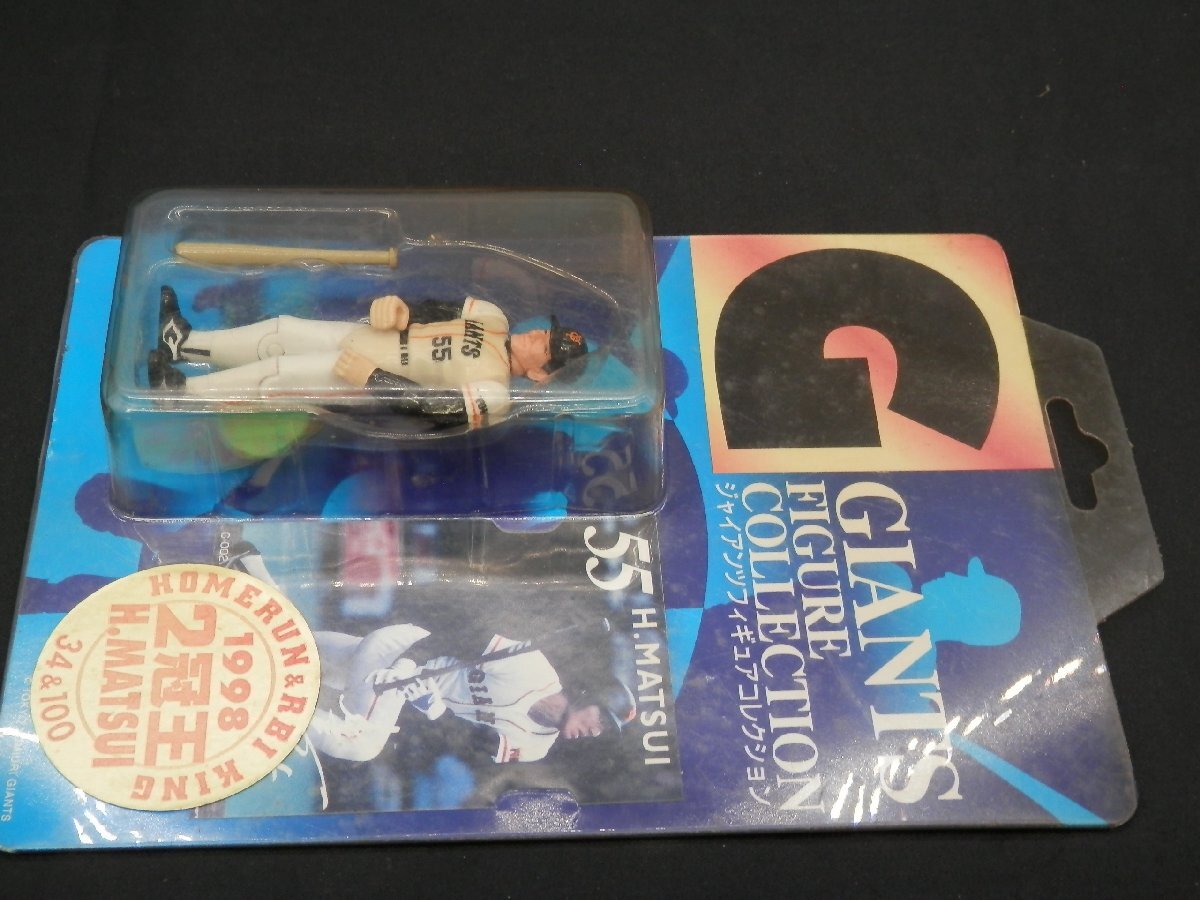 GIANTS
FIGURE
COLLECTION
ジャイアンツフィギュアコレクション
55 H.MATSUI
C-002
HOMERUN & RBI KING
1998
2冠王
H.MATSUI
34&100
GIANTS
55